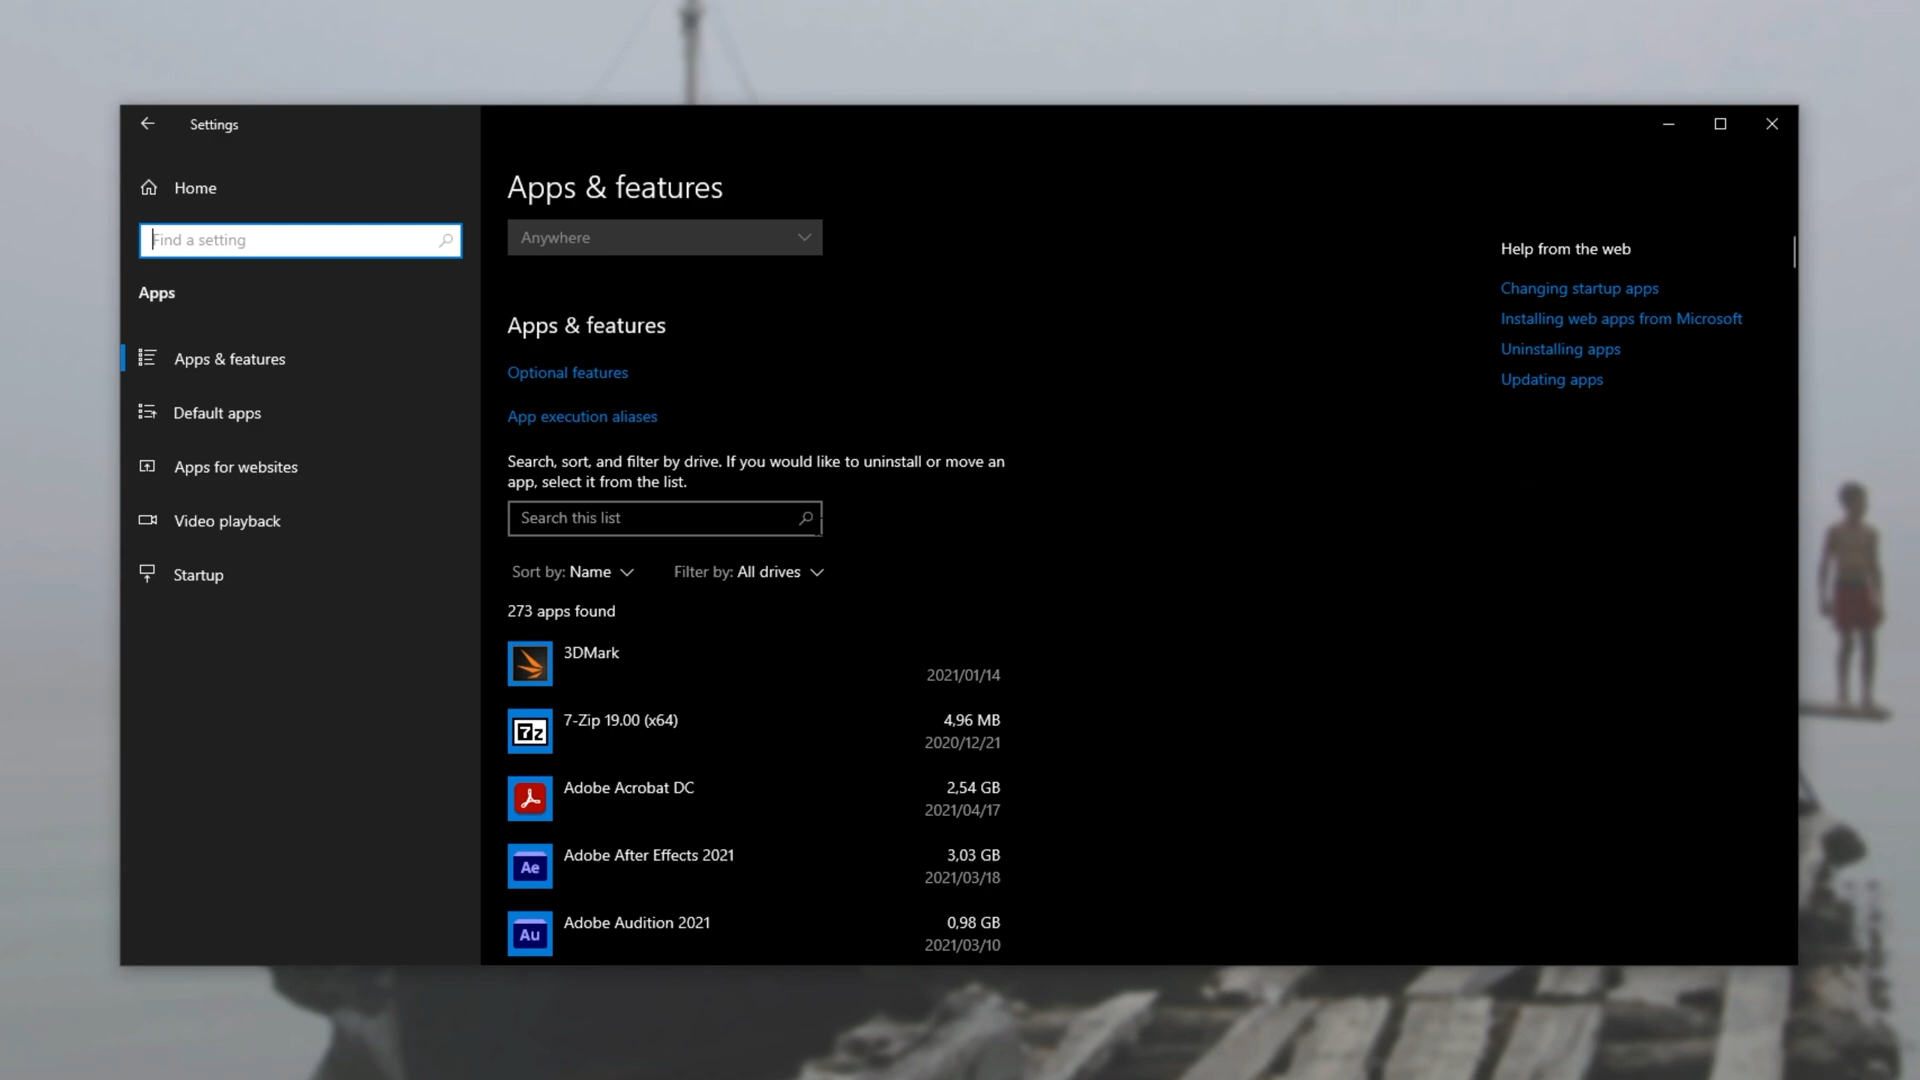 Settings
Home
Find a setting
Apps
Apps & features
Default apps
Apps for websites
Video playback
Startup
Apps & features
Anywhere
Apps & features
Optional features
App execution aliases
Search, sort, and filter by drive. If you would like to uninstall or move an
app, select it from the list.
Search this list
Sort by: Name
Filter by: All drives
273 apps found
3DMark
2021/01/14
7z
7-Zip 19.00 (x64)
4,96 MB
2020/12/21
Adobe Acrobat DC
2,54 GB
2021/04/17
Ae
Adobe After Effects 2021
3,03 GB
2021/03/18
Au
Adobe Audition 2021
0,98 GB
2021/03/10
Help from the web
Changing startup apps
Installing web apps from Microsoft
Uninstalling apps
Updating apps